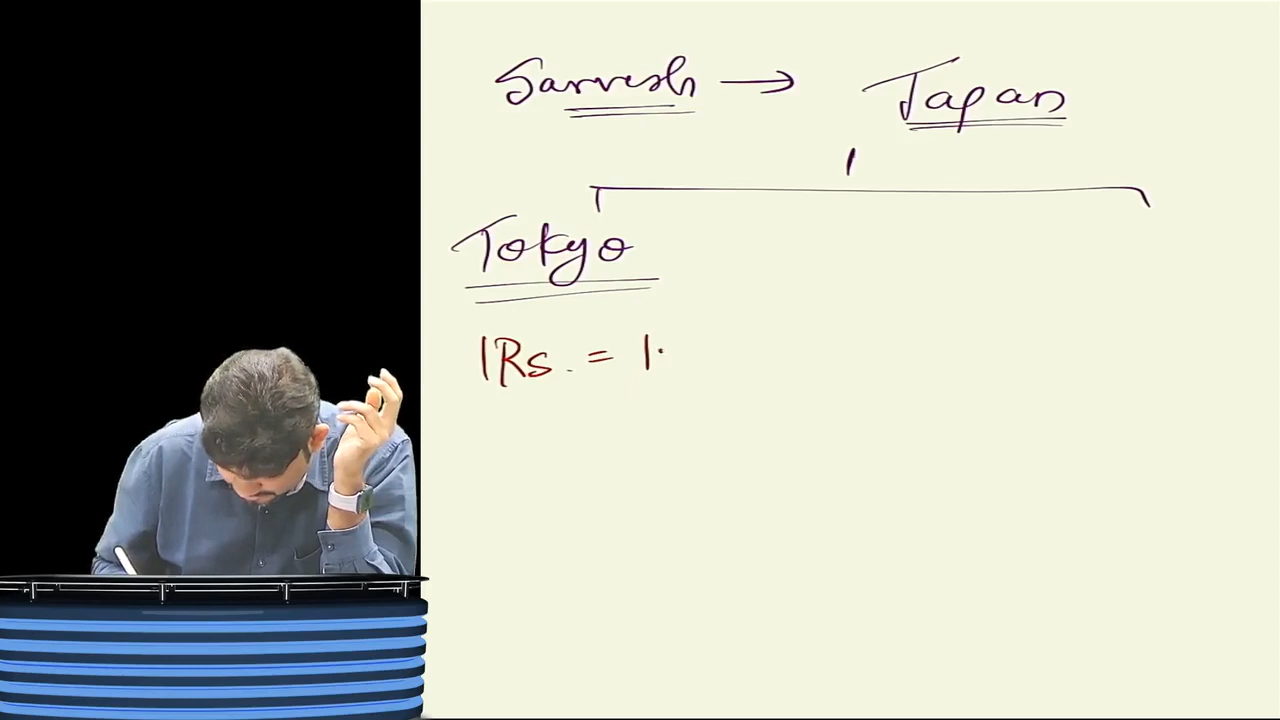 Sarvesh → Japan
Tokyo
1Rs. = 1.